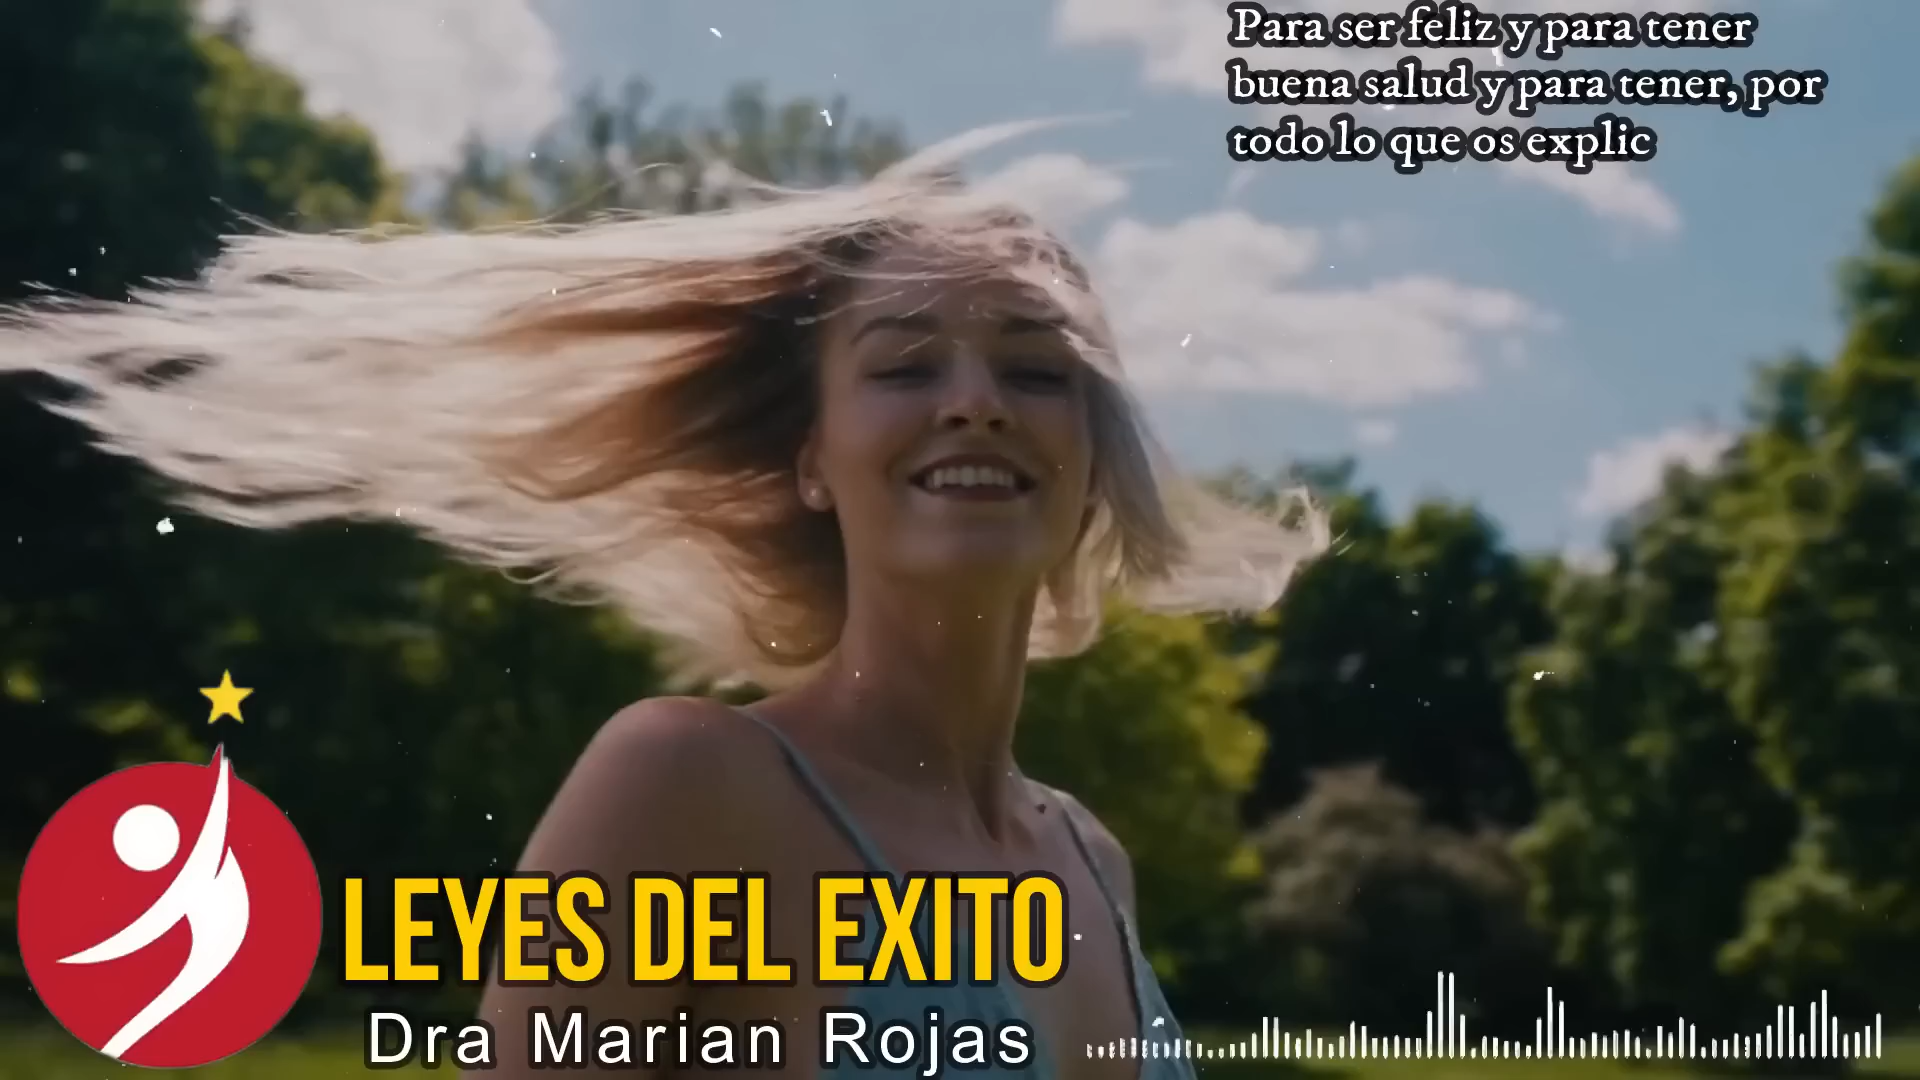 Para ser feliz y para tener
buena salud y para tener, por
todo lo que os explic
LEYES DEL EXITO
Dra Marian Rojas